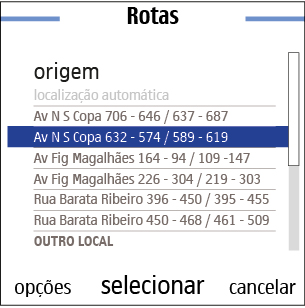 Rotas
origem
localização automática
Av N S Copa 706 - 646 / 637 - 687
Av N S Copa 632 - 574 / 589 - 619
Av Fig Magalhães 164 - 94 / 109 -147
Av Fig Magalhães 226 - 304 / 219 - 303
Rua Barata Ribeiro 396 - 450 / 395 - 455
Rua Barata Ribeiro 450 - 468 / 461 - 509
OUTRO LOCAL
opções selecionar cancelar